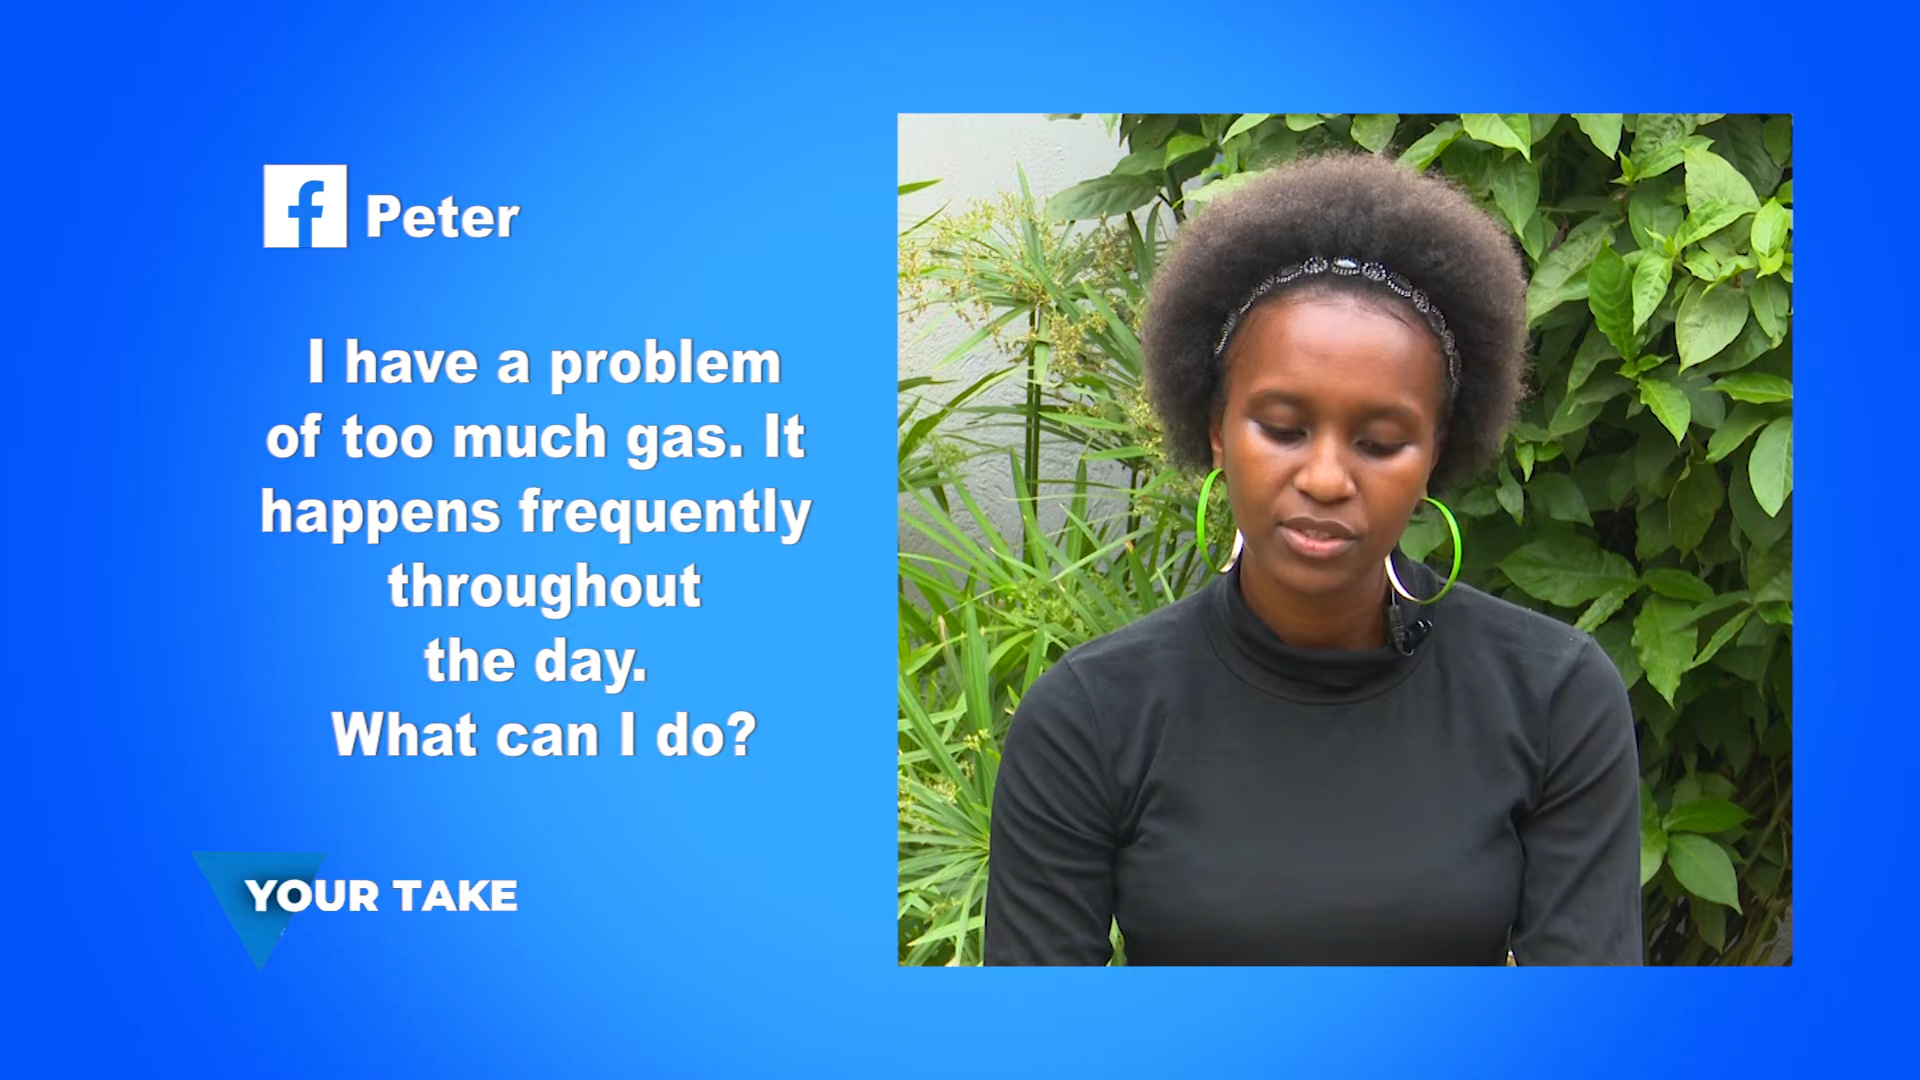 Peter
I have a problem
of too much gas. It
happens frequently
throughout
the day.
What can I do?
YOUR TAKE